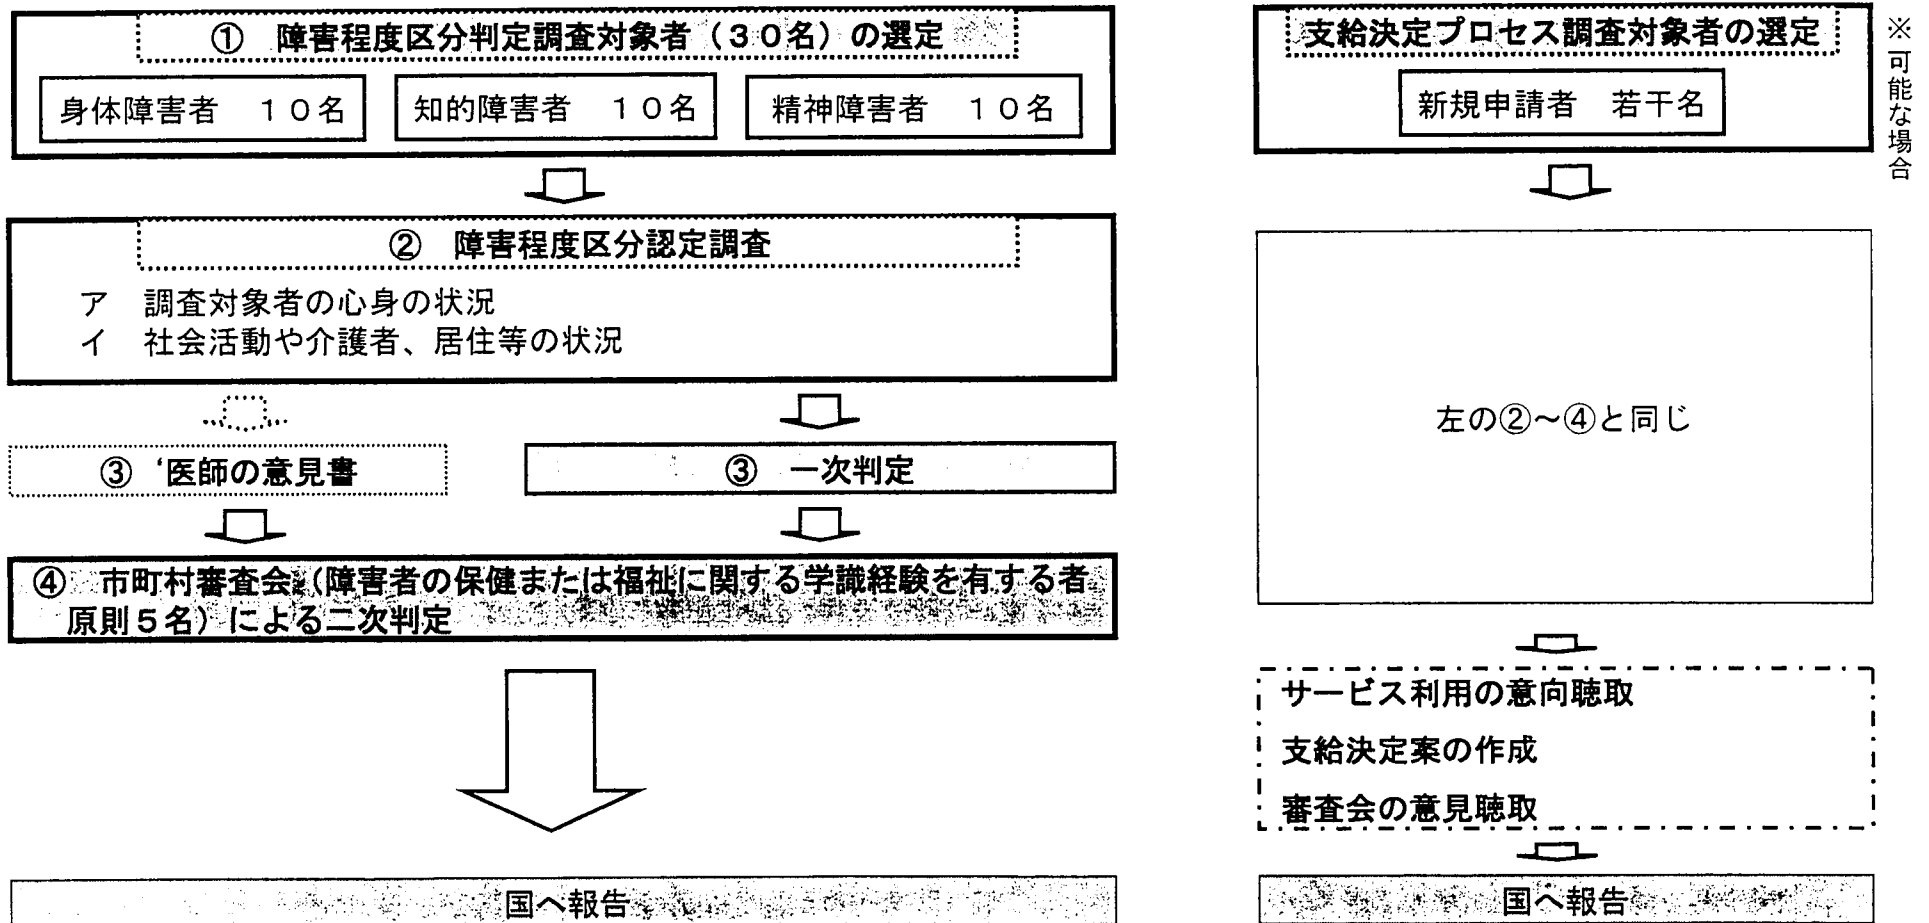 ① 障害程度区分判定調査対象者（３０名）の選定
身体障害者　１０名
知的障害者　１０名
精神障害者　１０名
② 障害程度区分認定調査
ア　調査対象者の心身の状況
イ　社会活動や介護者、居住等の状況
③ '医師の意見書
③ 一次判定
④ 市町村審査会（障害者の保健または福祉に関する学識経験を有する者
原則５名）による二次判定
国へ報告
支給決定プロセス調査対象者の選定
新規申請者　若干名
※可能な場合
左の②～④と同じ
サービス利用の意向聴取
支給決定案の作成
審査会の意見聴取
国へ報告